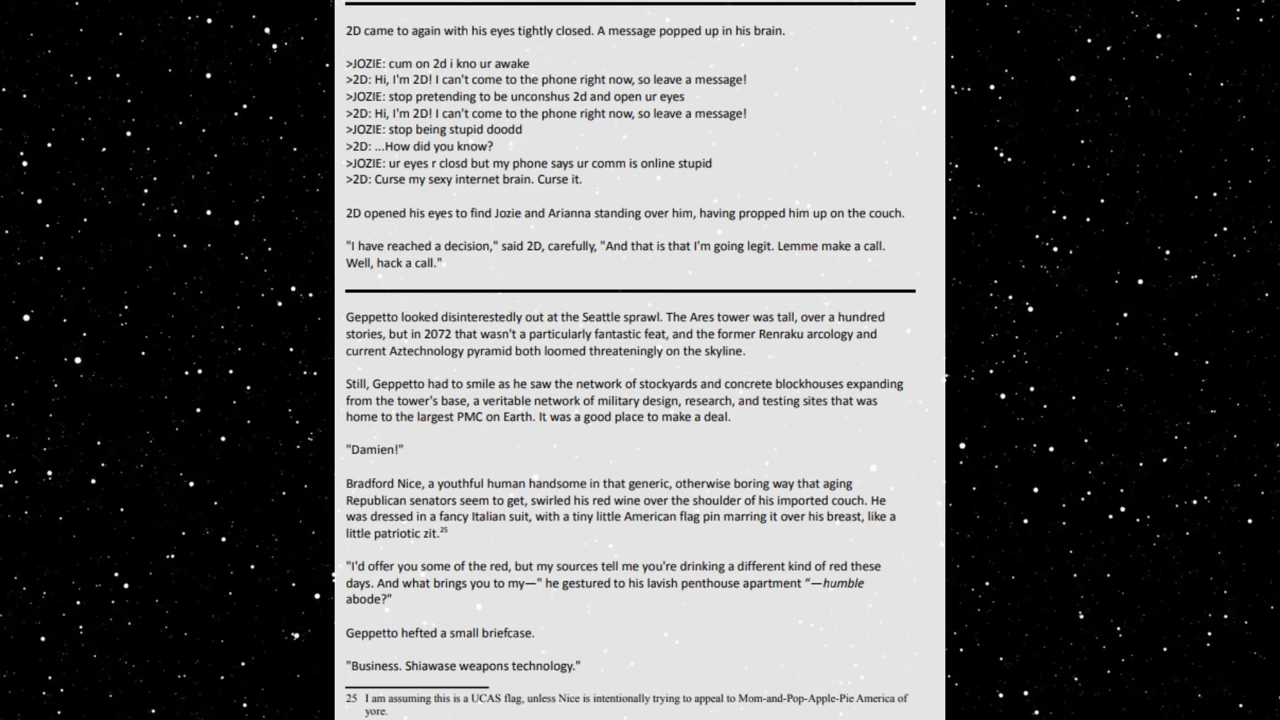 2D came to again with his eyes tightly closed. A message popped up in his brain.
>JOZIE: cum on 2d i kno ur awake
>2D: Hi, I'm 2D! I can't come to the phone right now, so leave a message!
>JOZIE: stop pretending to be unconshus 2d and open ur eyes
>2D: Hi, I'm 2D! I can't come to the phone right now, so leave a message!
>JOZIE: stop being stupid doodd
>2D: ...How did you know?
>JOZIE: ur eyes r closd but my phone says ur comm is online stupid
>2D: Curse my sexy internet brain. Curse it.
2D opened his eyes to find Jozie and Arianna standing over him, having propped him up on the couch.
"I have reached a decision," said 2D, carefully, "And that is that I'm going legit. Lemme make a call.
Well, hack a call."
Geppetto looked disinterestedly out at the Seattle sprawl. The Ares tower was tall, over a hundred
stories, but in 2072 that wasn't a particularly fantastic feat, and the former Renraku arcology and
current Aztechnology pyramid both loomed threateningly on the skyline.
Still, Geppetto had to smile as he saw the network of stockyards and concrete blockhouses expanding
from the tower's base, a veritable network of military design, research, and testing sites that was
home to the largest PMC on Earth. It was a good place to make a deal.
"Damien!"
Bradford Nice, a youthful human handsome in that generic, otherwise boring way that aging
Republican senators seem to get, swirled his red wine over the shoulder of his imported couch. He
was dressed in a fancy Italian suit, with a tiny little American flag pin marring it over his breast, like a
little patriotic zit.25
"I'd offer you some of the red, but my sources tell me you're drinking a different kind of red these
days. And what brings you to my—" he gestured to his lavish penthouse apartment “—humble
abode?"
Geppetto hefted a small briefcase.
"Business. Shiawase weapons technology."
25 I am assuming this is a UCAS flag, unless Nice is intentionally trying to appeal to Mom-and-Pop-Apple-Pie America of
yore.